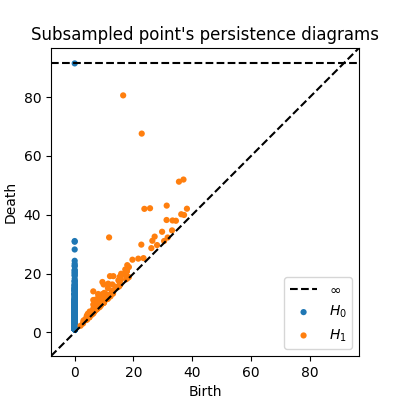 Subsampled point's persistence diagrams
Death
80
60
40
20
0
∞
H₀
H₁
0 20 40 60 80
Birth